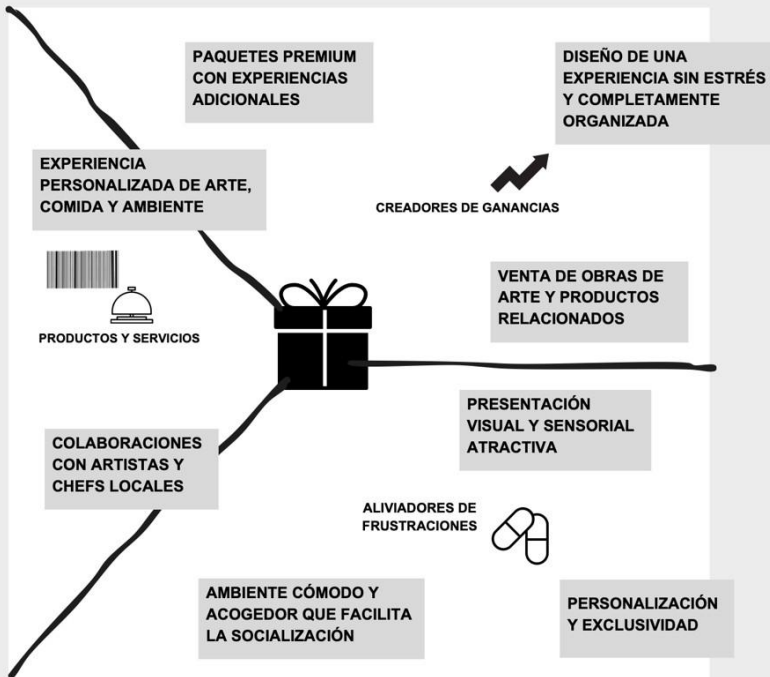 PAQUETES PREMIUM
CON EXPERIENCIAS
ADICIONALES
DISEÑO DE UNA
EXPERIENCIA SIN ESTRÉS
Y COMPLETAMENTE
ORGANIZADA
EXPERIENCIA
PERSONALIZADA DE ARTE,
COMIDA Y AMBIENTE
CREADORES DE GANANCIAS
VENTA DE OBRAS DE
ARTE Y PRODUCTOS
RELACIONADOS
PRODUCTOS Y SERVICIOS
PRESENTACIÓN
VISUAL Y SENSORIAL
ATRACTIVA
COLABORACIONES
CON ARTISTAS Y
CHEFS LOCALES
ALIVIADORES DE
FRUSTRACIONES
AMBIENTE CÓMODO Y
ACOGEDOR QUE FACILITA
LA SOCIALIZACIÓN
PERSONALIZACIÓN
Y EXCLUSIVIDAD